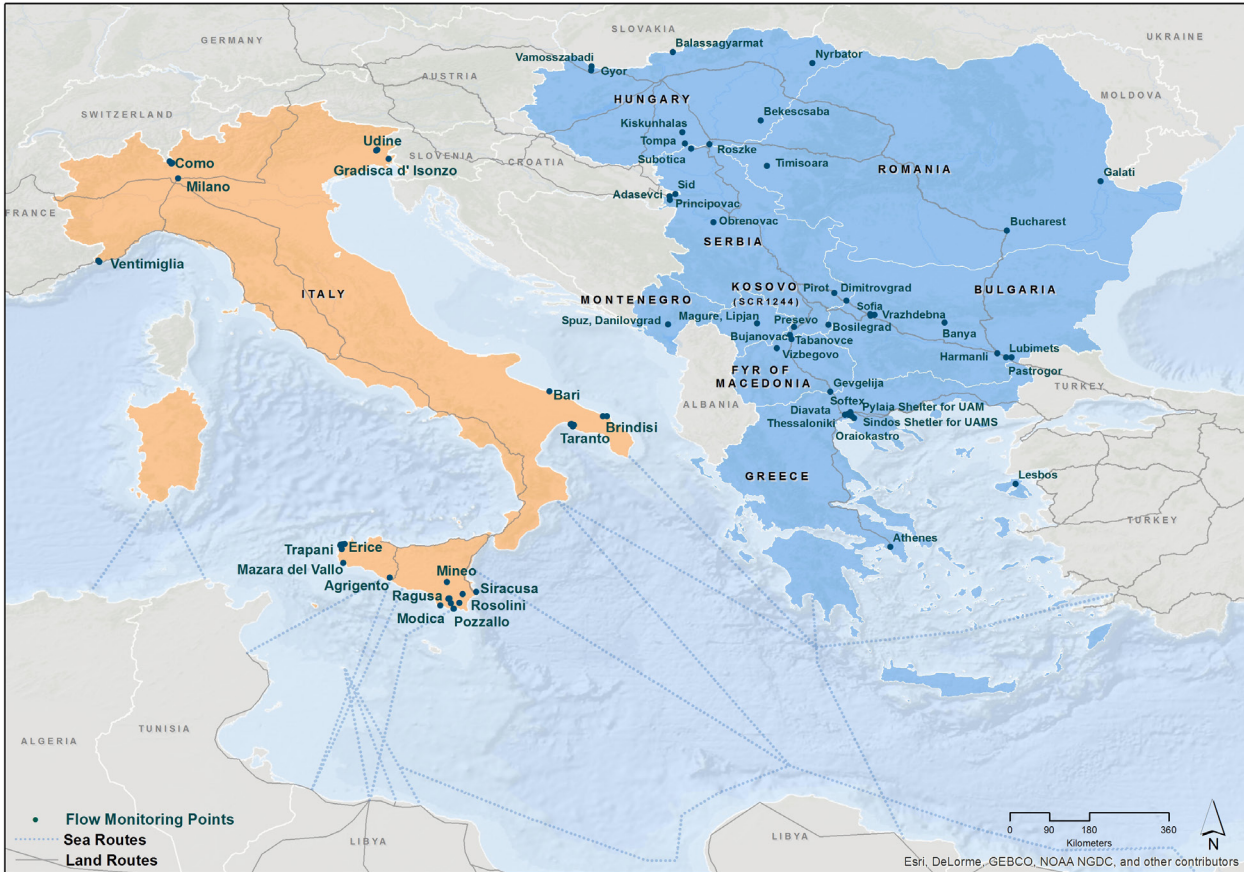 SLOVAKIA
UKRAINE
GERMANY
Balassagyarmat
Nyrbator
Vamosszabadi
Gyor
AUSTRIA
MOLDOVA
HUNGARY
SWITZERLAND
Bekescsaba
Kiskunhalas
Udine
Tompa
Roszke
SLOVENIA
Subotica
Como
Gradisca d' Isonzo
CROATIA
Timisoara
ROMANIA
Milano
Galati
Sid
Adasevci
Principovac
FRANCE
Obrenovac
Bucharest
SERBIA
Ventimiglia
ITALY
KOSOVO
(SCR1244)
Pirot
Dimitrovgrad
BULGARIA
MONTENEGRO
Sofia
Magure, Lipjan
Presevo
Vrazhdebna
Spuz, Danilovgrad
Bosilegrad
Banya
Bujanovac
Tabanovce
Vizbegovo
Harmanli
Lubimets
Pastrogor
FYR OF
MACEDONIA
TURKEY
Gevgelija
Bari
ALBANIA
Softex
Diavata
Pylaia Shelter for UAM
Thessaloniki
Sindos Shetler for UAMS
Brindisi
Taranto
Oraiokastro
GREECE
Lesbos
TURKEY
Athenes
Trapani
Erice
Mazara del Vallo
Mineo
Agrigento
Siracusa
Ragusa
Rosolini
Modica
Pozzallo
TUNISIA
ALGERIA
Flow Monitoring Points
Sea Routes
Land Routes
LIBYA
LIBYA
0 90 180 360
Kilometers
N
Esri, DeLorme, GEBCO, NOAA NGDC, and other contributors